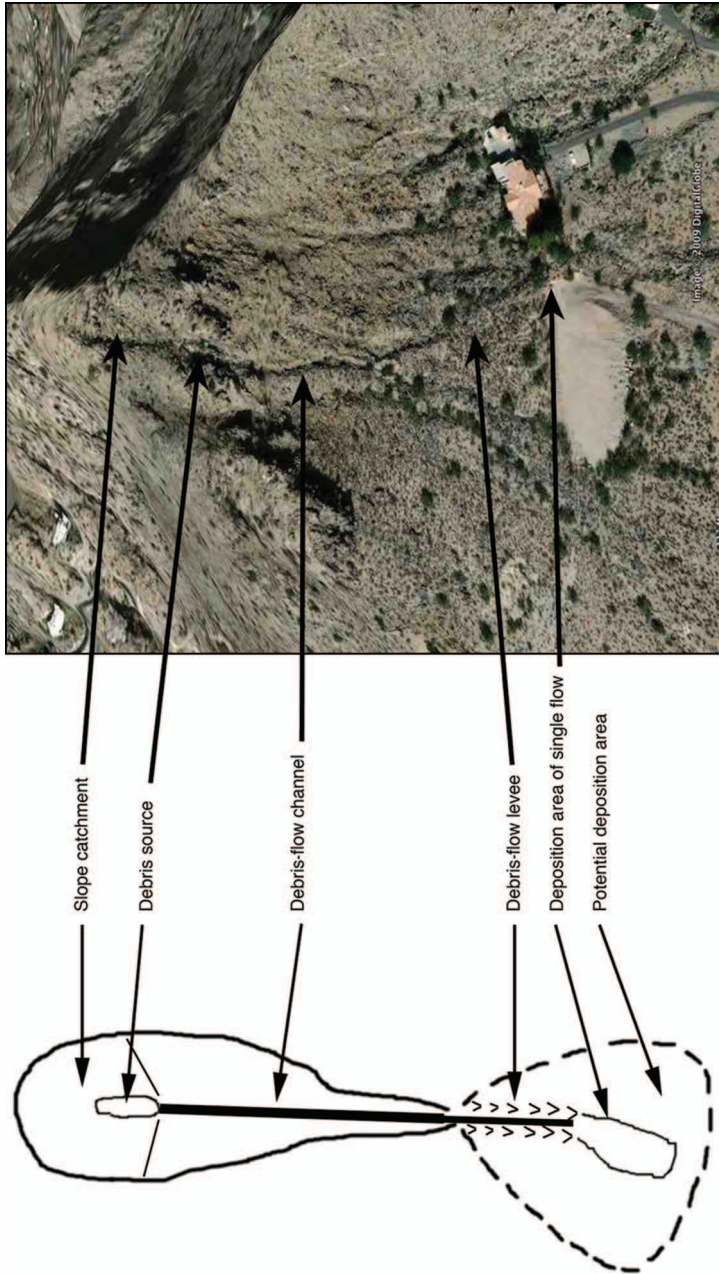 Slope catchment
Debris source
Debris-flow channel
Debris-flow levee
Deposition area of single flow
Potential deposition area
Image © 2009 DigitalGlobe